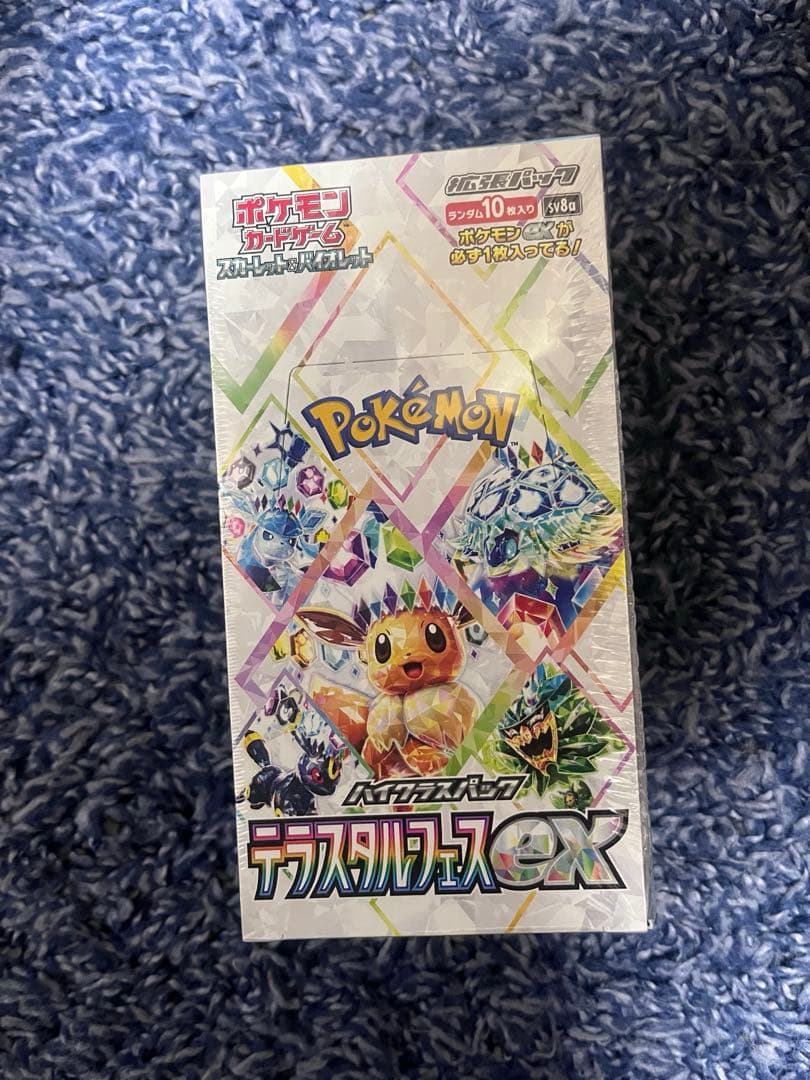 ポケモン
カードゲーム
スカーレット&バイオレット
拡張パック
ランダム10枚入り
sv8a
ポケモンexが
必ず1枚入ってる!
POKéMON
TM
ハイクラスパック
テラスタル・フェスex